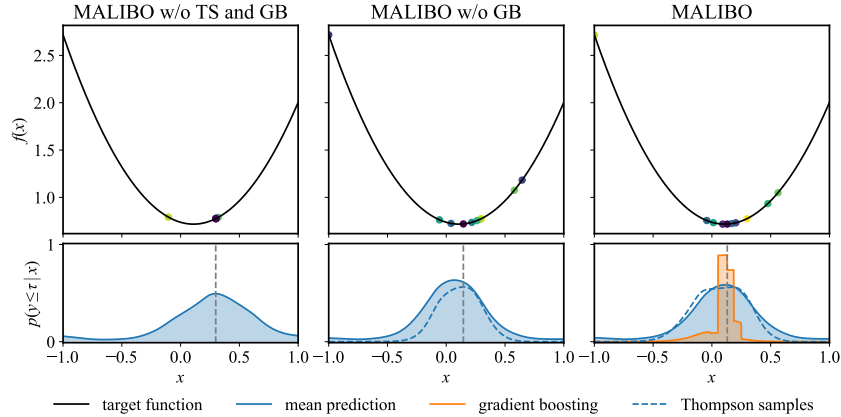 MALIBO w/o TS and GB
MALIBO w/o GB
MALIBO
f(x)
2.5
2.0
1.5
1.0
p(y ≤ τ | x)
1
0
−1.0 −0.5 0.0 0.5 1.0
−1.0 −0.5 0.0 0.5 1.0
−1.0 −0.5 0.0 0.5 1.0
x
x
x
target function
mean prediction
gradient boosting
Thompson samples